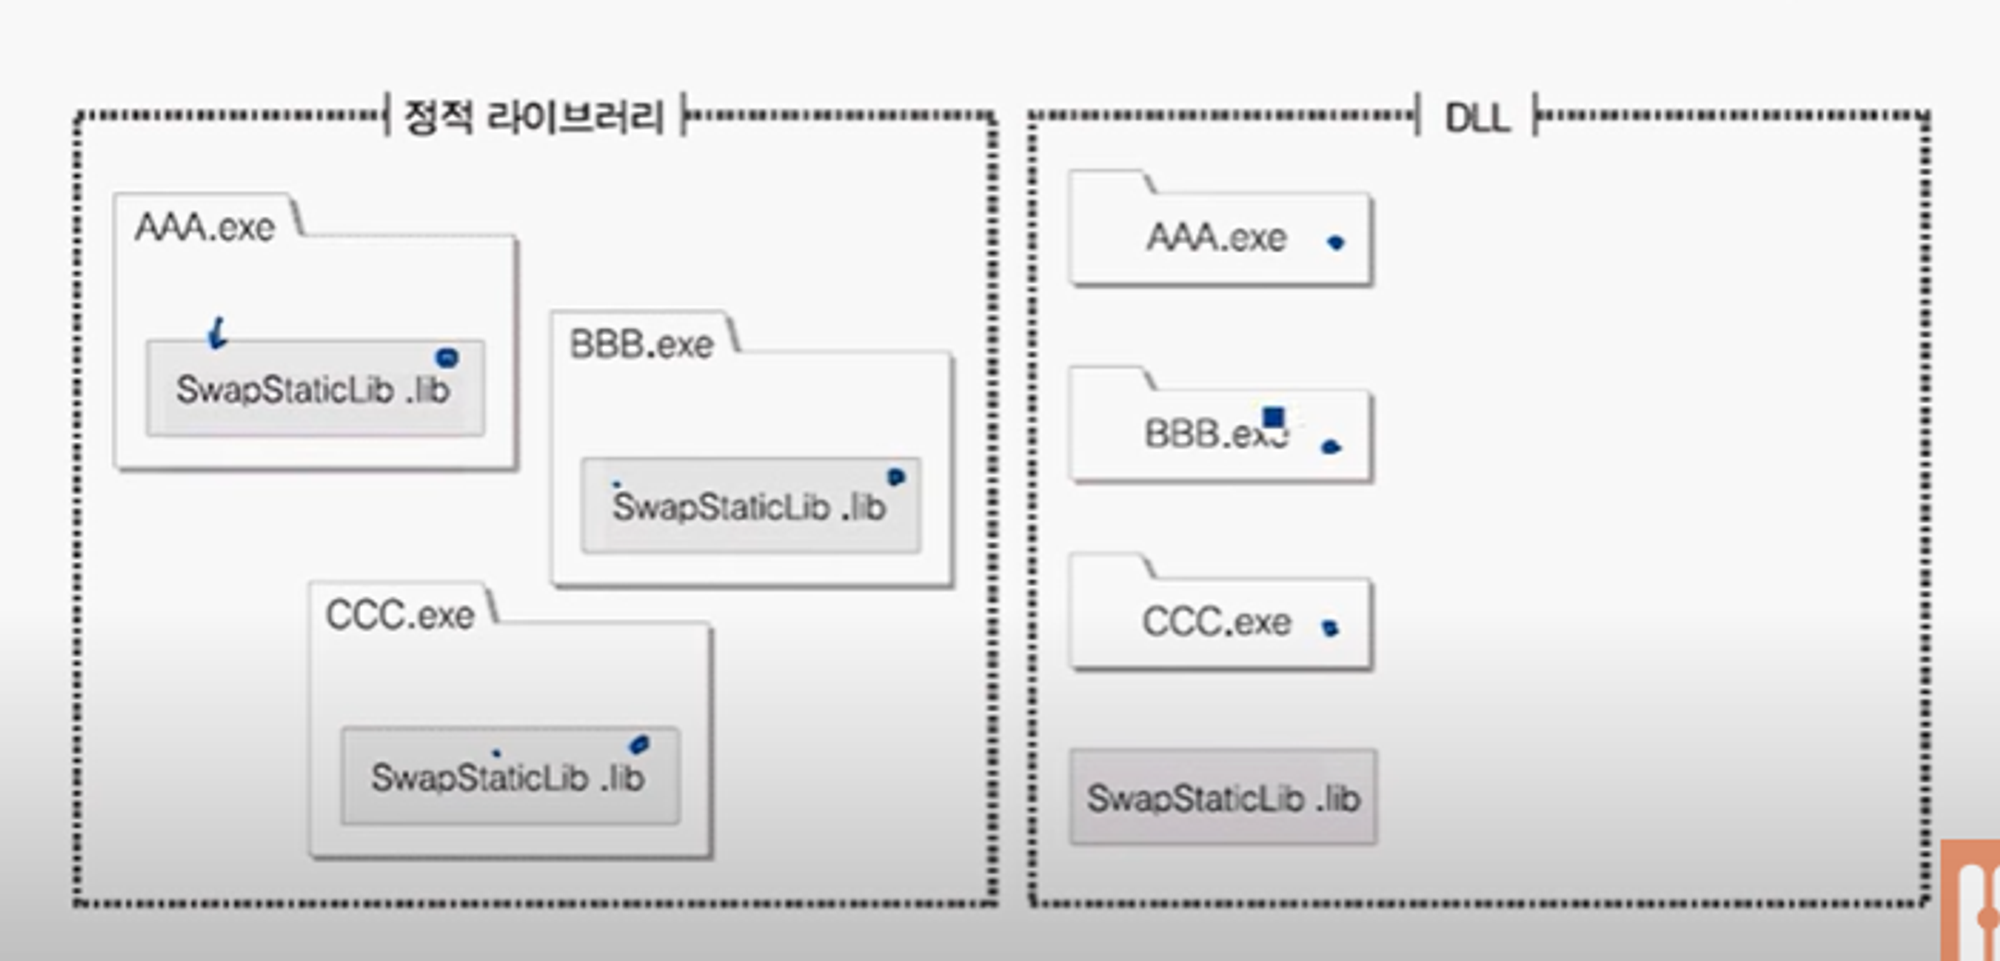 정적 라이브러리
AAA.exe
SwapStaticLib .lib
BBB.exe
SwapStaticLib .lib
CCC.exe
SwapStaticLib .lib
DLL
AAA.exe
BBB.exe
CCC.exe
SwapStaticLib .lib